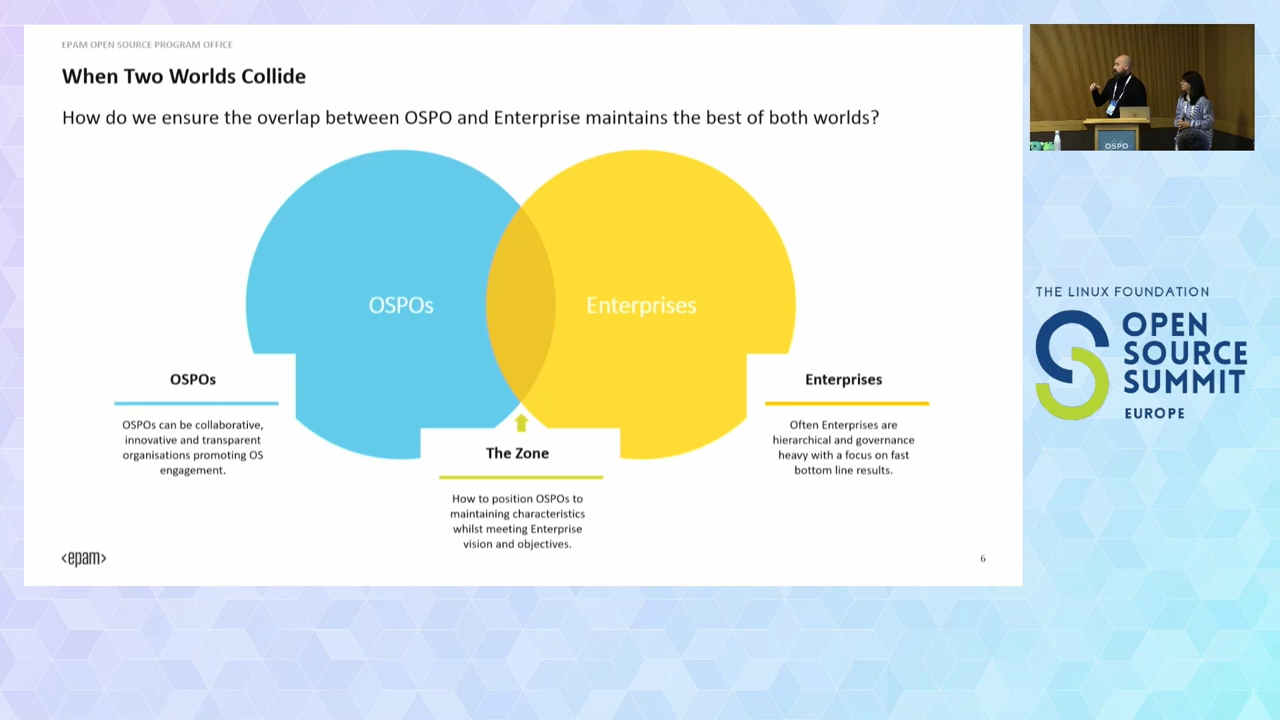 EPAM OPEN SOURCE PROGRAM OFFICE
When Two Worlds Collide
How do we ensure the overlap between OSPO and Enterprise maintains the best of both worlds?
OSPOs
Enterprises
OSPOs
OSPOs can be collaborative,
innovative and transparent
organisations promoting OS
engagement.
The Zone
How to position OSPOs to
maintaining characteristics
whilst meeting Enterprise
vision and objectives.
Enterprises
Often Enterprises are
hierarchical and governance
heavy with a focus on fast
bottom line results.
<epam>
6
OSPO
THE LINUX FOUNDATION
OPEN
SOURCE
SUMMIT
EUROPE